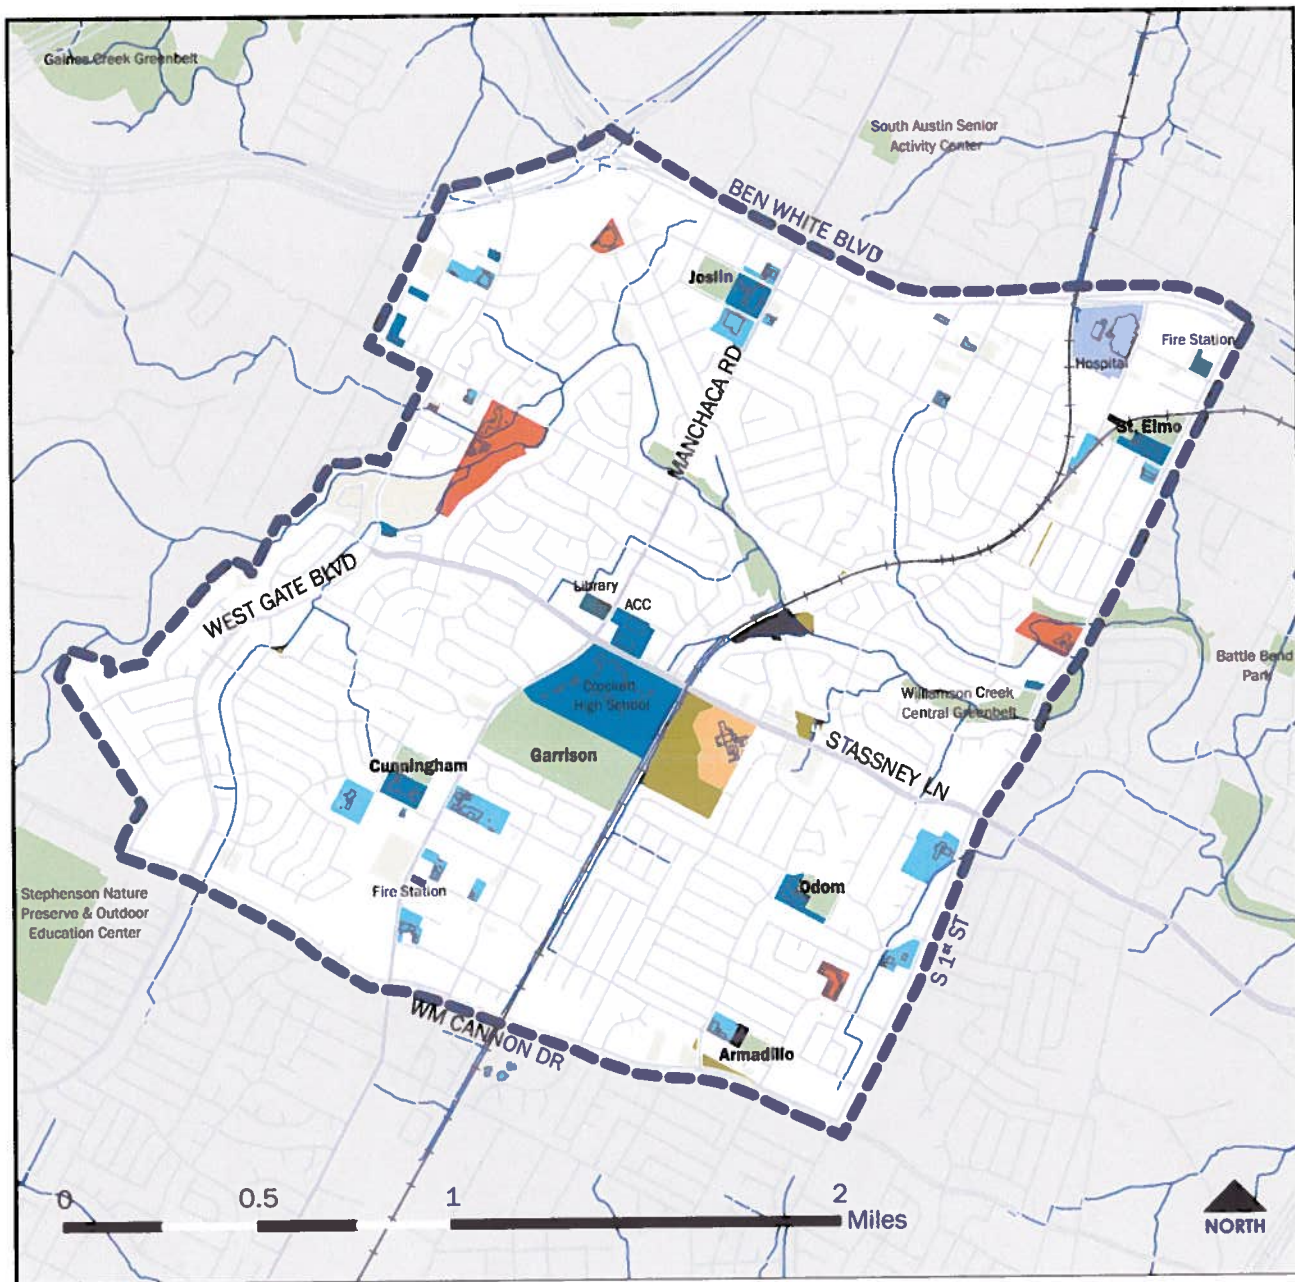 Gaines Creek Greenbelt
South Austin Senior
Activity Center
BEN WHITE BLVD
Joslin
Fire Station
Hospital
MANCHACA RD
St. Elmo
WEST GATE BLVD
Library
ACC
Battle Bend
Park
Crockett
High School
Williamson Creek
Central Greenbelt
Garrison
STASSNEY LN
Cunningham
Fire Station
Odom
Stephenson Nature
Preserve & Outdoor
Education Center
S 1st ST
WM CANNON DR
Armadillo
0 0.5 1 2
Miles
NORTH